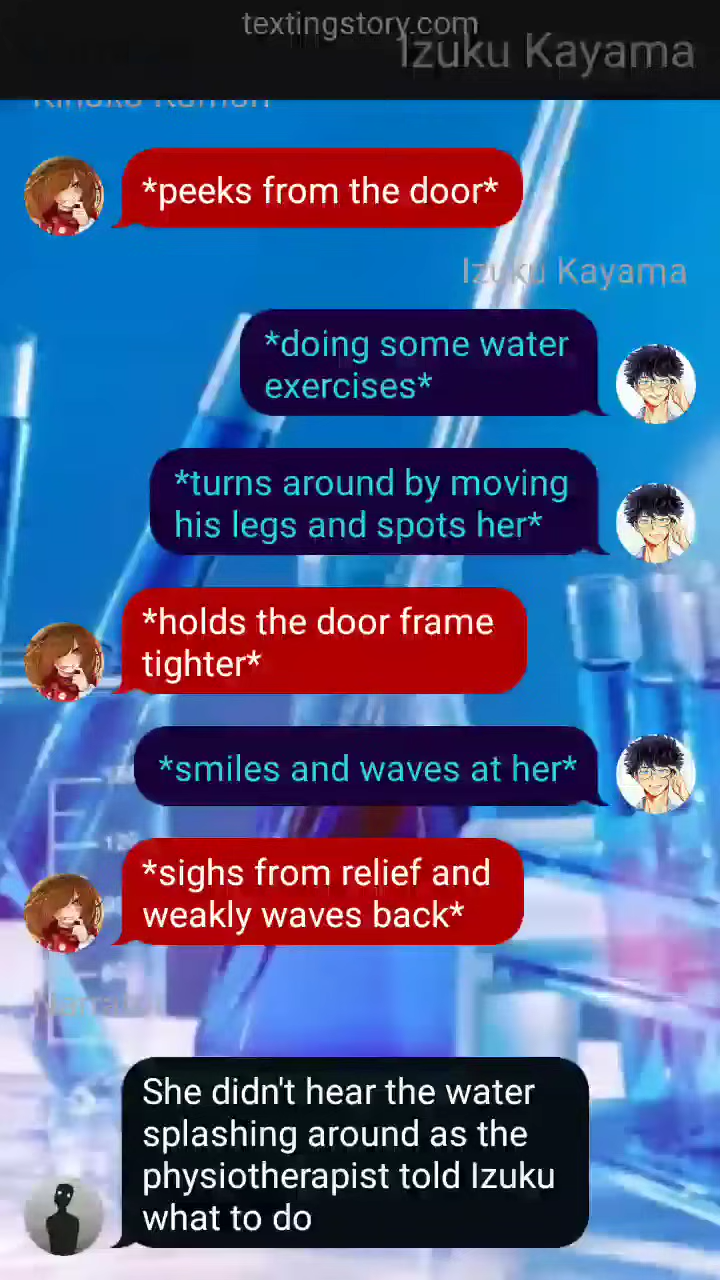 textingstory.com
Izuku Kayama
*peeks from the door*
Izuku Kayama
*doing some water
exercises*
*turns around by moving
his legs and spots her*
*holds the door frame
tighter*
*smiles and waves at her*
*sighs from relief and
weakly waves back*
Narrator
She didn't hear the water
splashing around as the
physiotherapist told Izuku
what to do